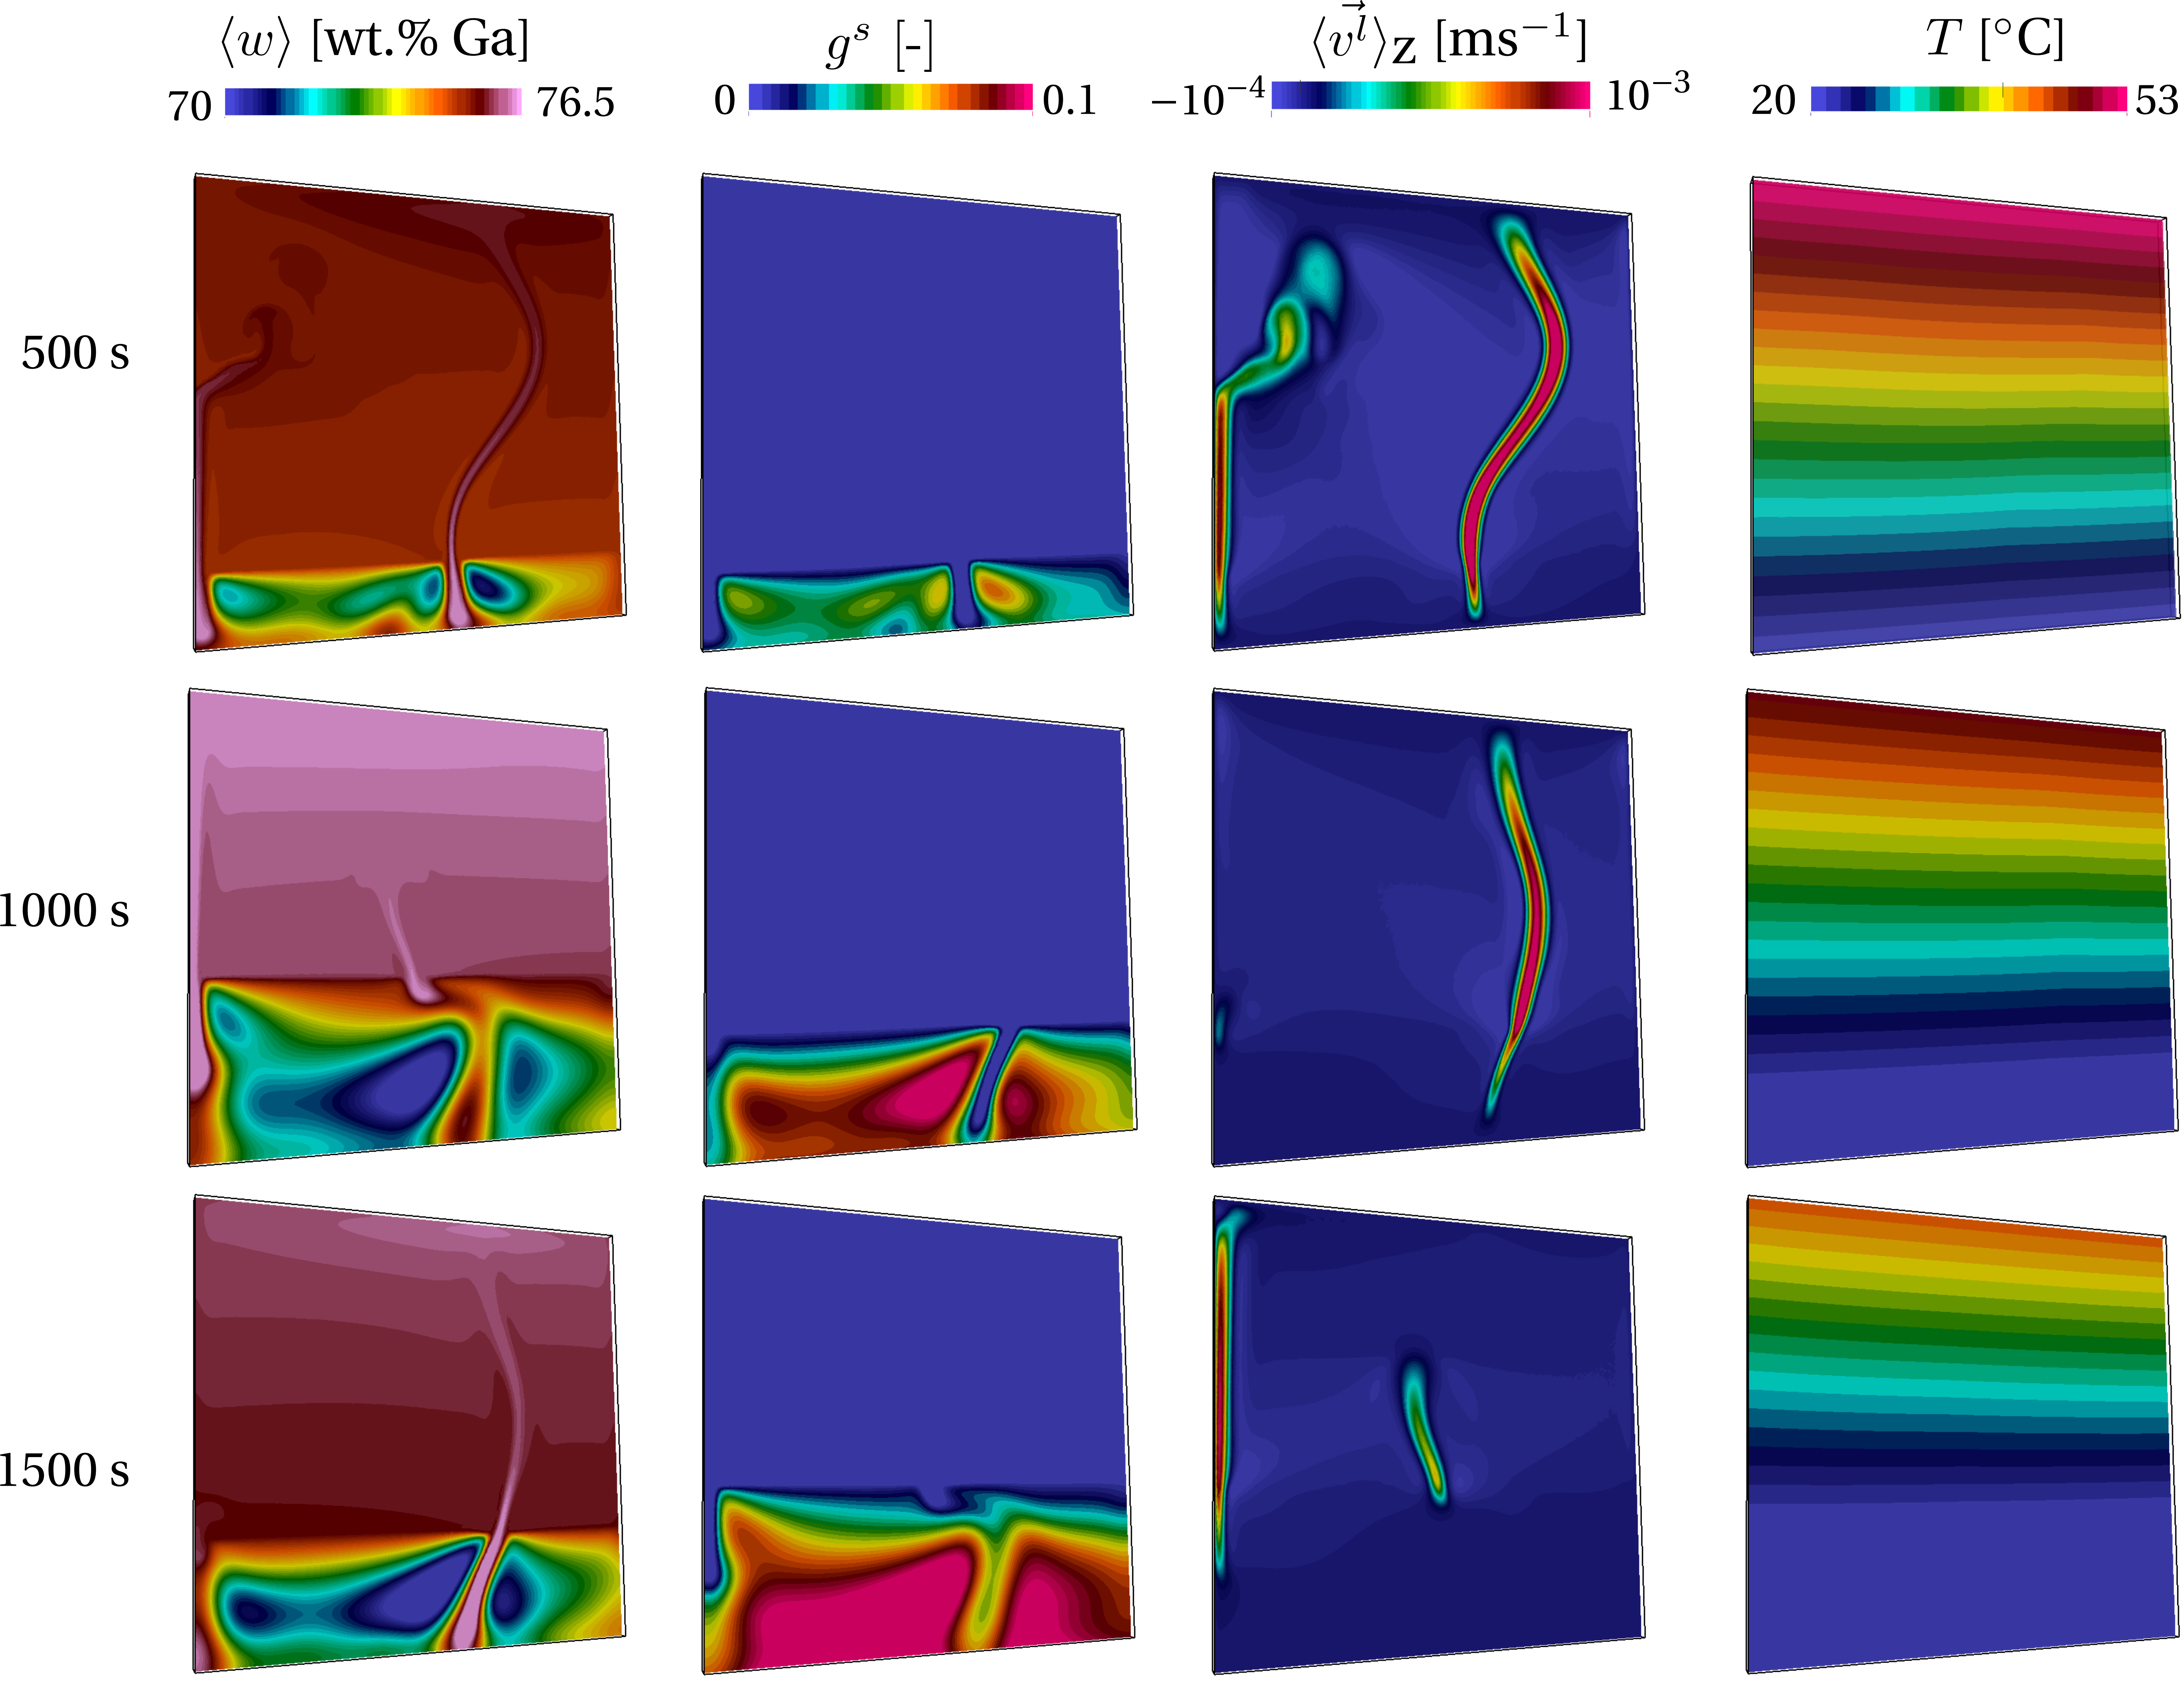 ⟨w⟩ [wt.% Ga]
70 76.5
gˢ [-]
0 0.1
⟨v⃗ˡ⟩z [ms⁻¹]
−10⁻⁴ 10⁻³
T [°C]
20 53
500 s
1000 s
1500 s